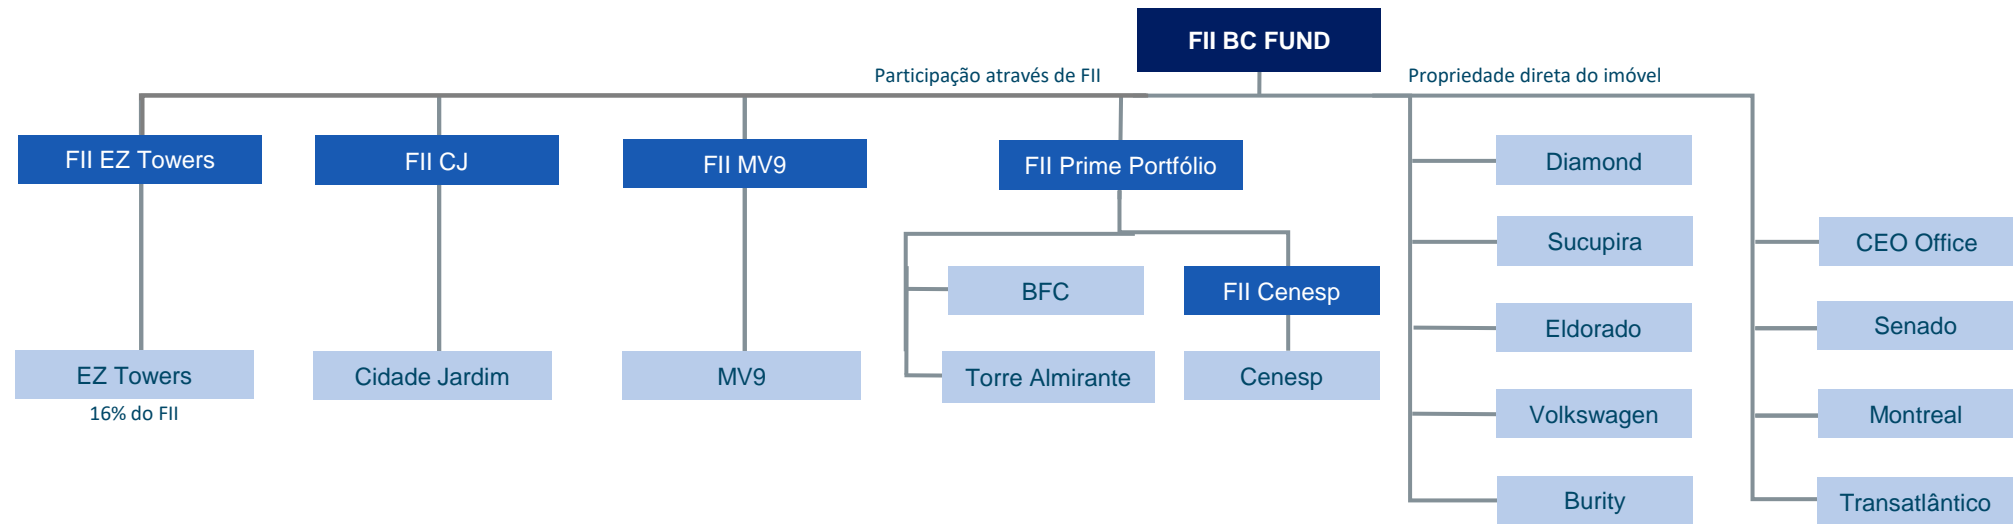 FII BC FUND
Participação através de FII
Propriedade direta do imóvel
FII EZ Towers
FII CJ
FII MV9
FII Prime Portfólio
Diamond
Sucupira
CEO Office
BFC
FII Cenesp
Eldorado
Senado
EZ Towers
Cidade Jardim
MV9
Torre Almirante
Cenesp
16% do FII
Volkswagen
Montreal
Burity
Transatlântico